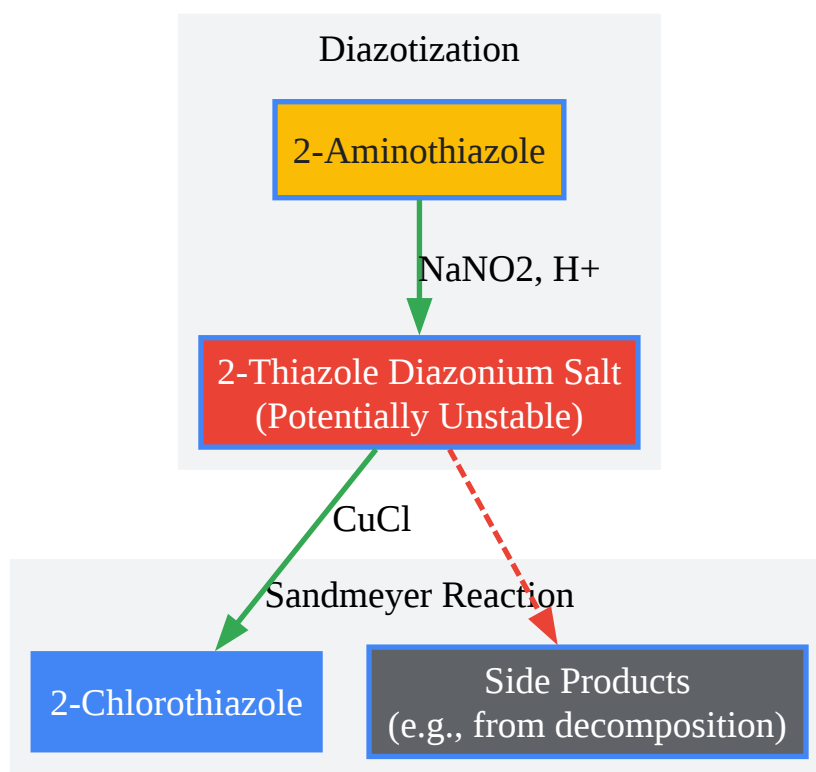 Diazotization
2-Aminothiazole
NaNO2, H+
2-Thiazole Diazonium Salt
(Potentially Unstable)
CuCl
Sandmeyer Reaction
2-Chlorothiazole
Side Products
(e.g., from decomposition)